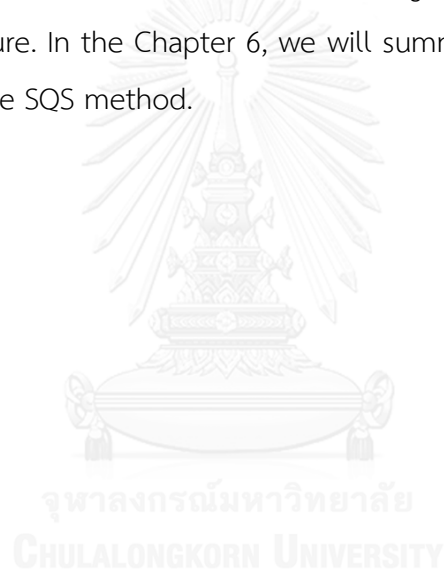 ure. In the Chapter 6, we will summ
e SQS method.
จุฬาลงกรณ์มหาวิทยาลัย
CHULALONGKORN UNIVERSITY